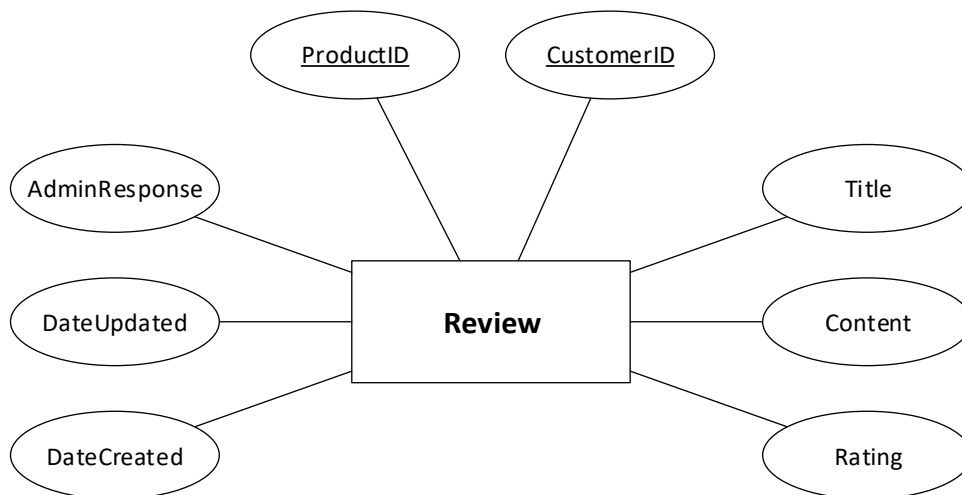 ProductID
CustomerID
AdminResponse
Title
DateUpdated
Review
Content
DateCreated
Rating